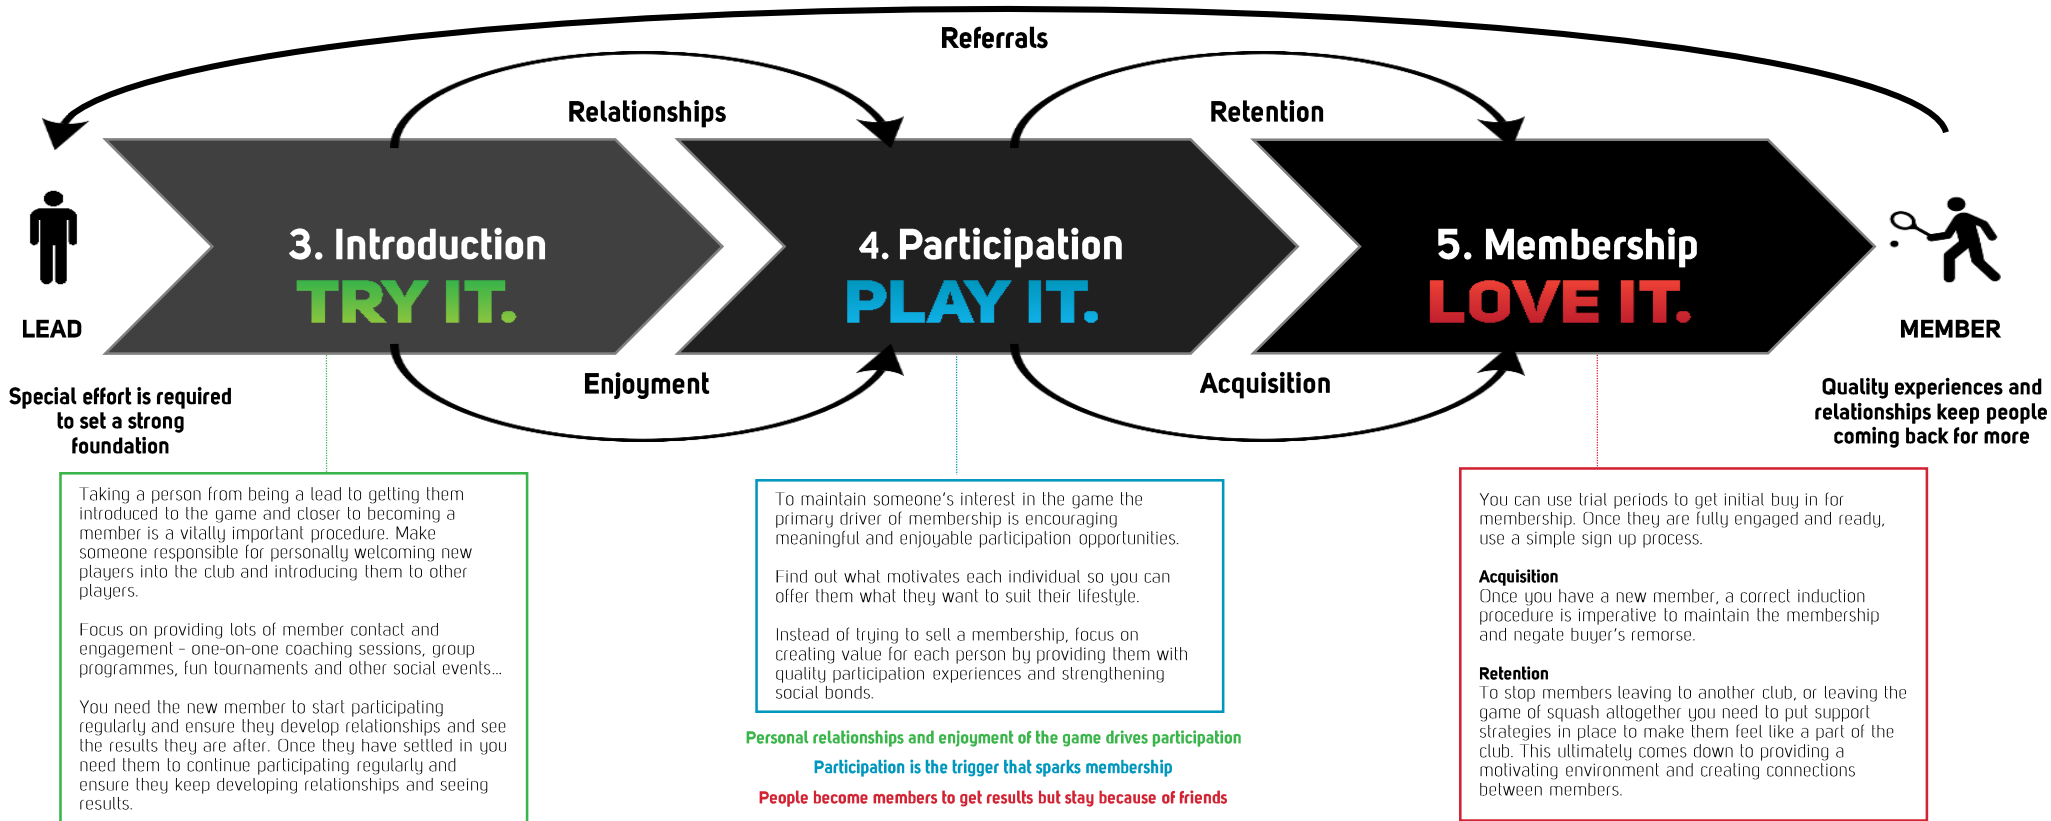 Referrals
Relationships
Retention
3. Introduction
TRY IT.
4. Participation
PLAY IT.
5. Membership
LOVE IT.
LEAD
MEMBER
Enjoyment
Acquisition
Special effort is required
to set a strong
foundation
Quality experiences and
relationships keep people
coming back for more
Taking a person from being a lead to getting them
introduced to the game and closer to becoming a
member is a vitally important procedure. Make
someone responsible for personally welcoming new
players into the club and introducing them to other
players.
Focus on providing lots of member contact and
engagement - one-on-one coaching sessions, group
programmes, fun tournaments and other social events...
You need the new member to start participating
regularly and ensure they develop relationships and see
the results they are after. Once they have settled in you
need them to continue participating regularly and
ensure they keep developing relationships and seeing
results.
To maintain someone's interest in the game the
primary driver of membership is encouraging
meaningful and enjoyable participation opportunities.
Find out what motivates each individual so you can
offer them what they want to suit their lifestyle.
Instead of trying to sell a membership, focus on
creating value for each person by providing them with
quality participation experiences and strengthening
social bonds.
Personal relationships and enjoyment of the game drives participation
Participation is the trigger that sparks membership
People become members to get results but stay because of friends
You can use trial periods to get initial buy in for
membership. Once they are fully engaged and ready,
use a simple sign up process.
Acquisition
Once you have a new member, a correct induction
procedure is imperative to maintain the membership
and negate buyer's remorse.
Retention
To stop members leaving to another club, or leaving the
game of squash altogether you need to put support
strategies in place to make them feel like a part of the
club. This ultimately comes down to providing a
motivating environment and creating connections
between members.